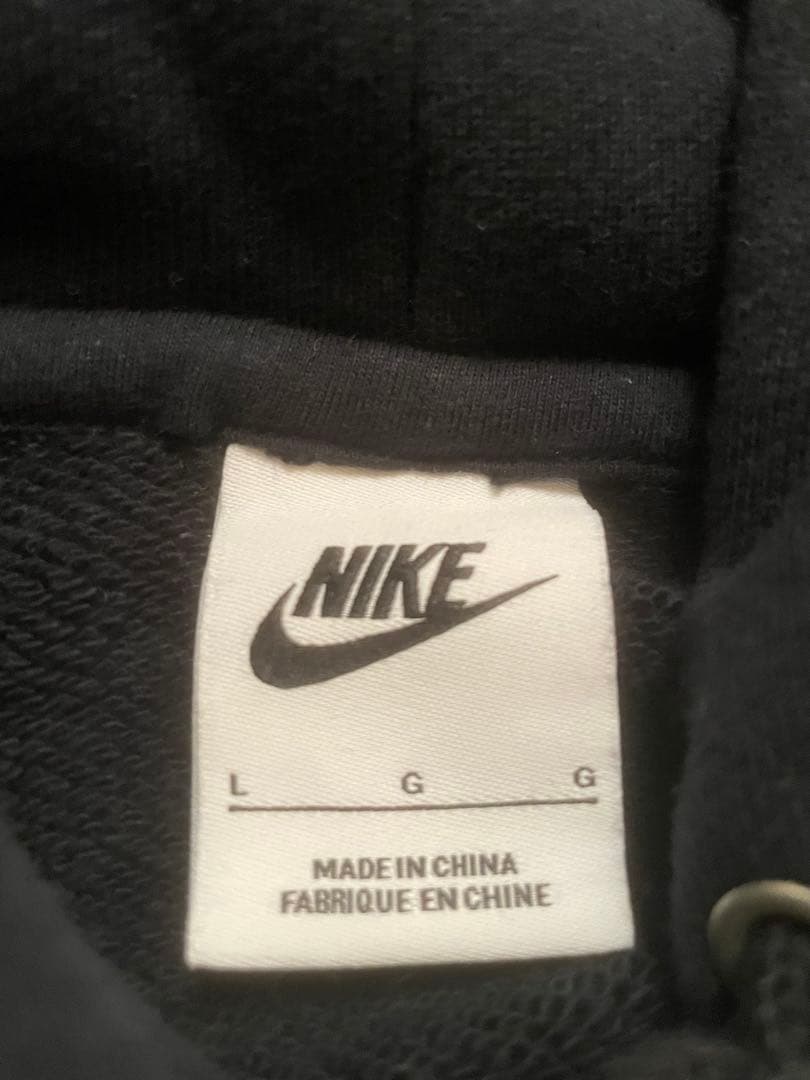 NIKE
L G G
MADE IN CHINA
FABRIQUE EN CHINE